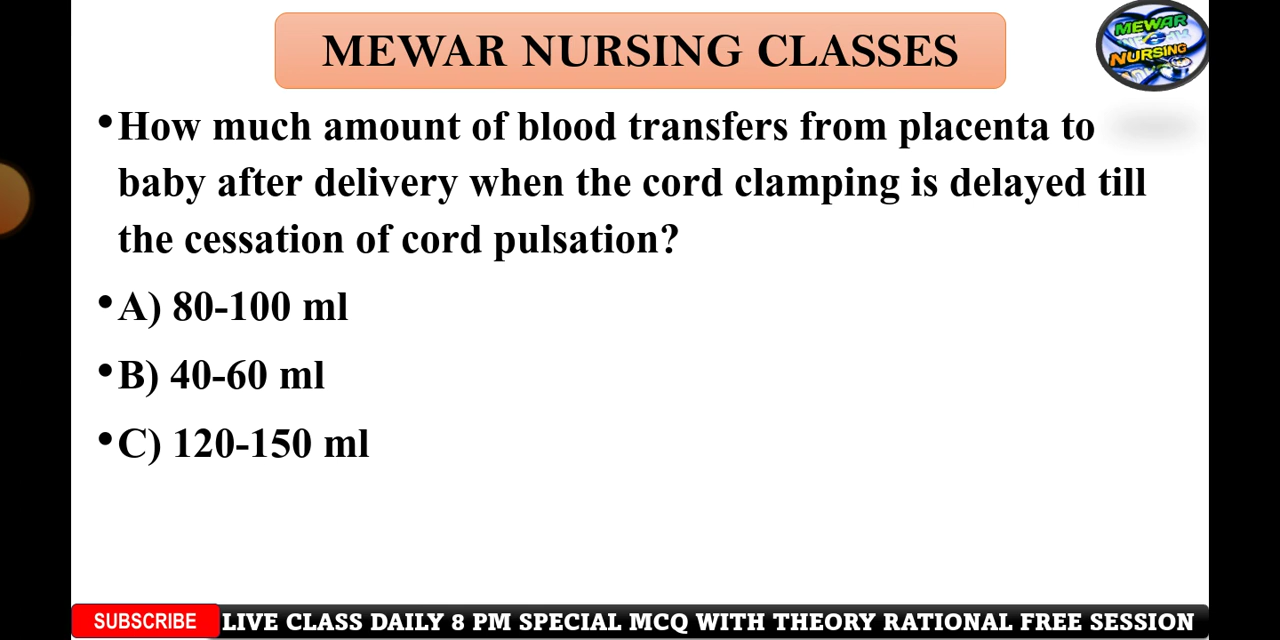 MEWAR NURSING CLASSES
MEWAR
NURSING
•How much amount of blood transfers from placenta to
baby after delivery when the cord clamping is delayed till
the cessation of cord pulsation?
•A) 80-100 ml
•B) 40-60 ml
•C) 120-150 ml
SUBSCRIBE LIVE CLASS DAILY 8 PM SPECIAL MCQ WITH THEORY RATIONAL FREE SESSION